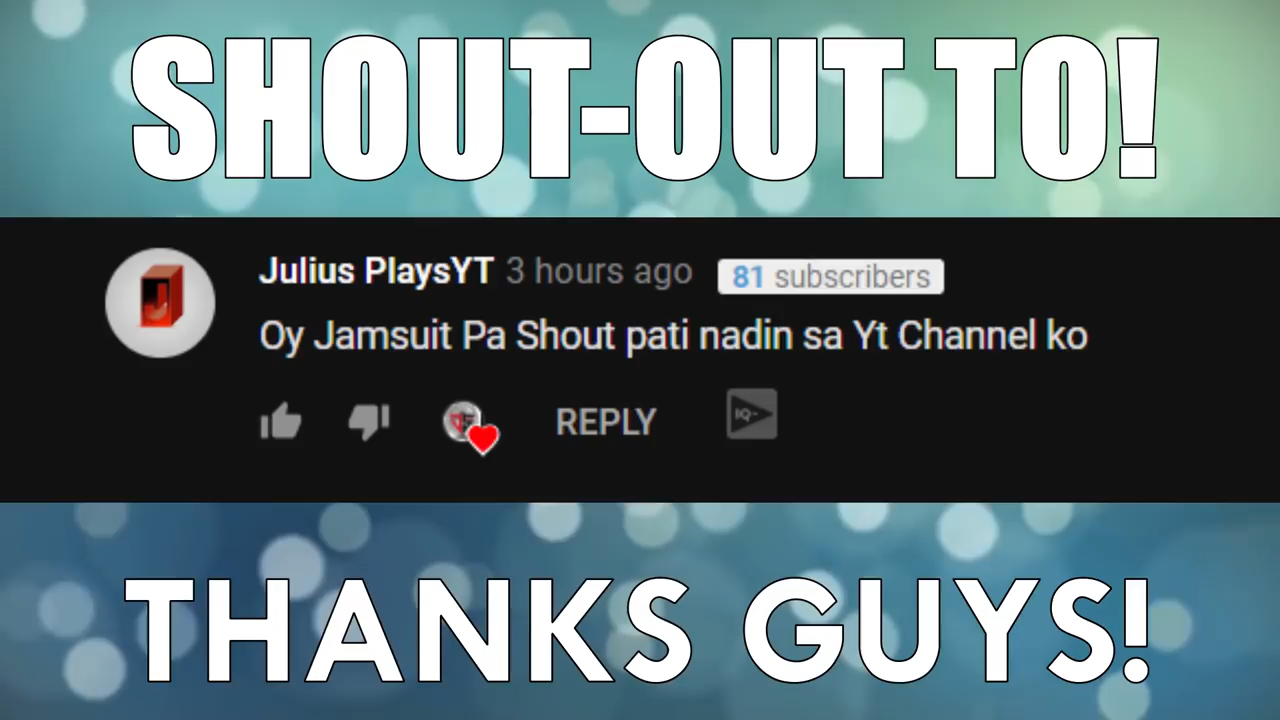 SHOUT-OUT TO!
J
Julius PlaysYT 3 hours ago 81 subscribers
Oy Jamsuit Pa Shout pati nadin sa Yt Channel ko
REPLY IQ-
THANKS GUYS!